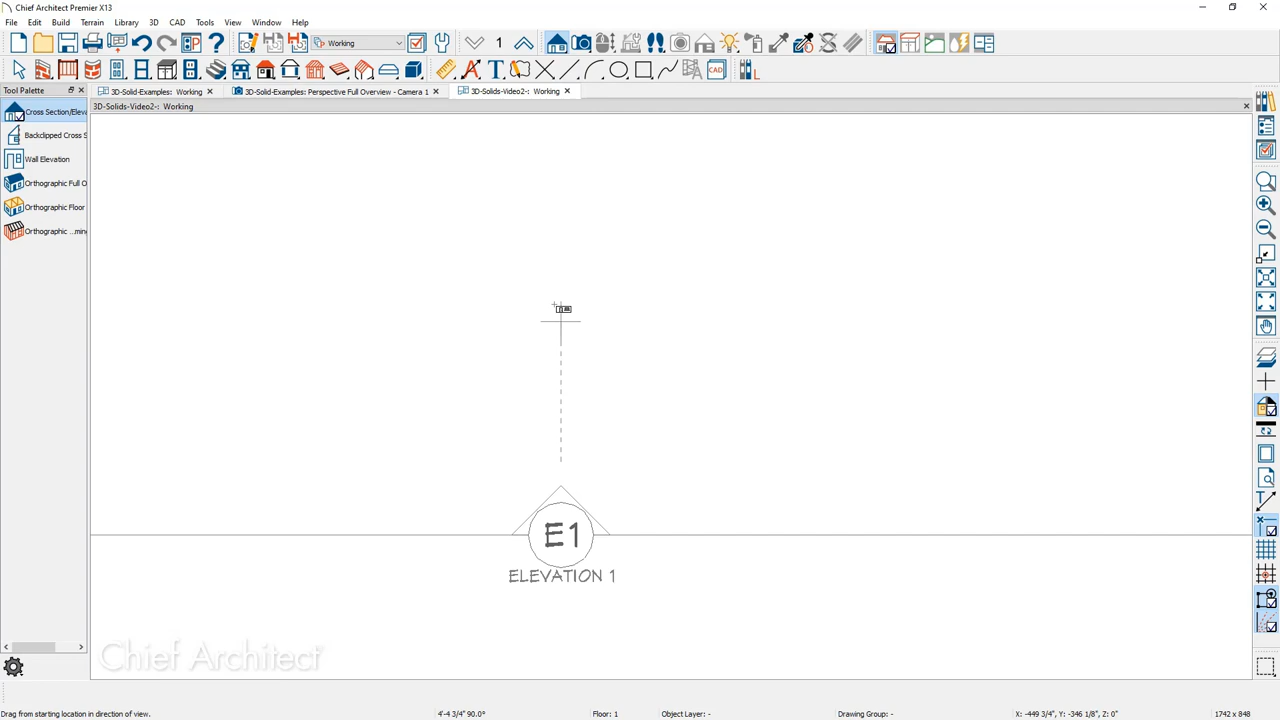 Chief Architect Premier X13
File Edit Build Terrain Library 3D CAD Tools View Window Help
Working 1
CAD L
Tool Palette 3D-Solid-Examples: Working 3D-Solid-Examples: Perspective Full Overview - Camera 1 3D-Solids-Video2-: Working
3D-Solids-Video2-: Working
Cross Section/Eleva
Backclipped Cross S
Wall Elevation
Orthographic Full O
Orthographic Floor
Orthographic ...ming
E1
ELEVATION 1
Chief Architect
Drag from starting location in direction of view. 4'-4 3/4" 90.0° Floor: 1 Object Layer: - Drawing Group: - X: -449 3/4", Y: -346 1/8", Z: 0" 1742 x 848